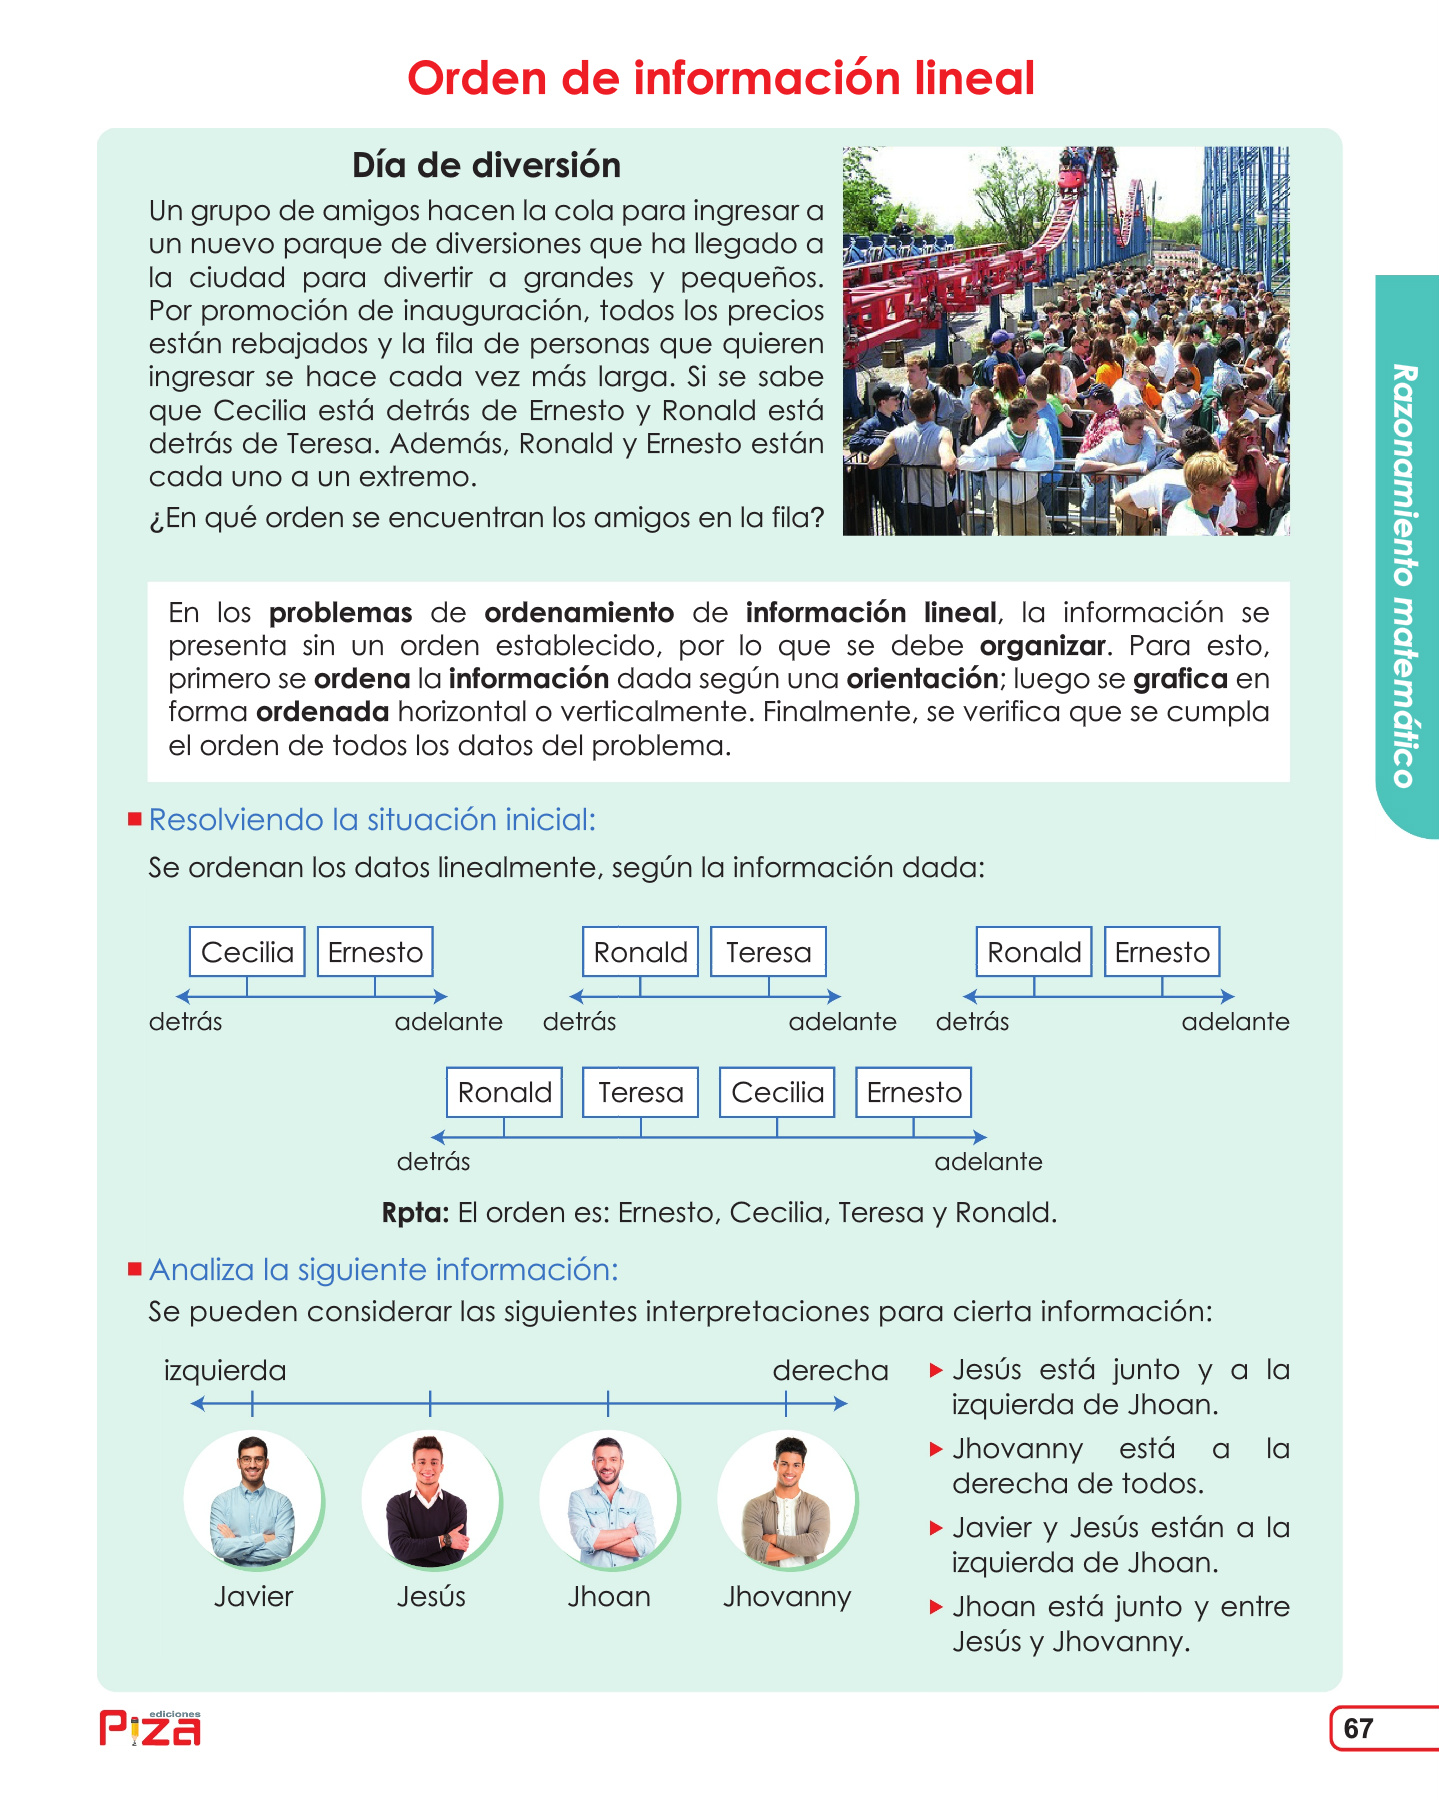 Orden de información lineal
Día de diversión
Un grupo de amigos hacen la cola para ingresar a
un nuevo parque de diversiones que ha llegado a
la ciudad para divertir a grandes y pequeños.
Por promoción de inauguración, todos los precios
están rebajados y la fila de personas que quieren
ingresar se hace cada vez más larga. Si se sabe
que Cecilia está detrás de Ernesto y Ronald está
detrás de Teresa. Además, Ronald y Ernesto están
cada uno a un extremo.
¿En qué orden se encuentran los amigos en la fila?
En los problemas de ordenamiento de información lineal, la información se
presenta sin un orden establecido, por lo que se debe organizar. Para esto,
primero se ordena la información dada según una orientación; luego se grafica en
forma ordenada horizontal o verticalmente. Finalmente, se verifica que se cumpla
el orden de todos los datos del problema.
Resolviendo la situación inicial:
Se ordenan los datos linealmente, según la información dada:
Cecilia Ernesto
detrás adelante
Ronald Teresa
detrás adelante
Ronald Ernesto
detrás adelante
Ronald Teresa Cecilia Ernesto
detrás adelante
Rpta: El orden es: Ernesto, Cecilia, Teresa y Ronald.
Analiza la siguiente información:
Se pueden considerar las siguientes interpretaciones para cierta información:
izquierda derecha
Javier Jesús Jhoan Jhovanny
Jesús está junto y a la
izquierda de Jhoan.
Jhovanny está a la
derecha de todos.
Javier y Jesús están a la
izquierda de Jhoan.
Jhoan está junto y entre
Jesús y Jhovanny.
Razonamiento matemático
ediciones
Piza
67